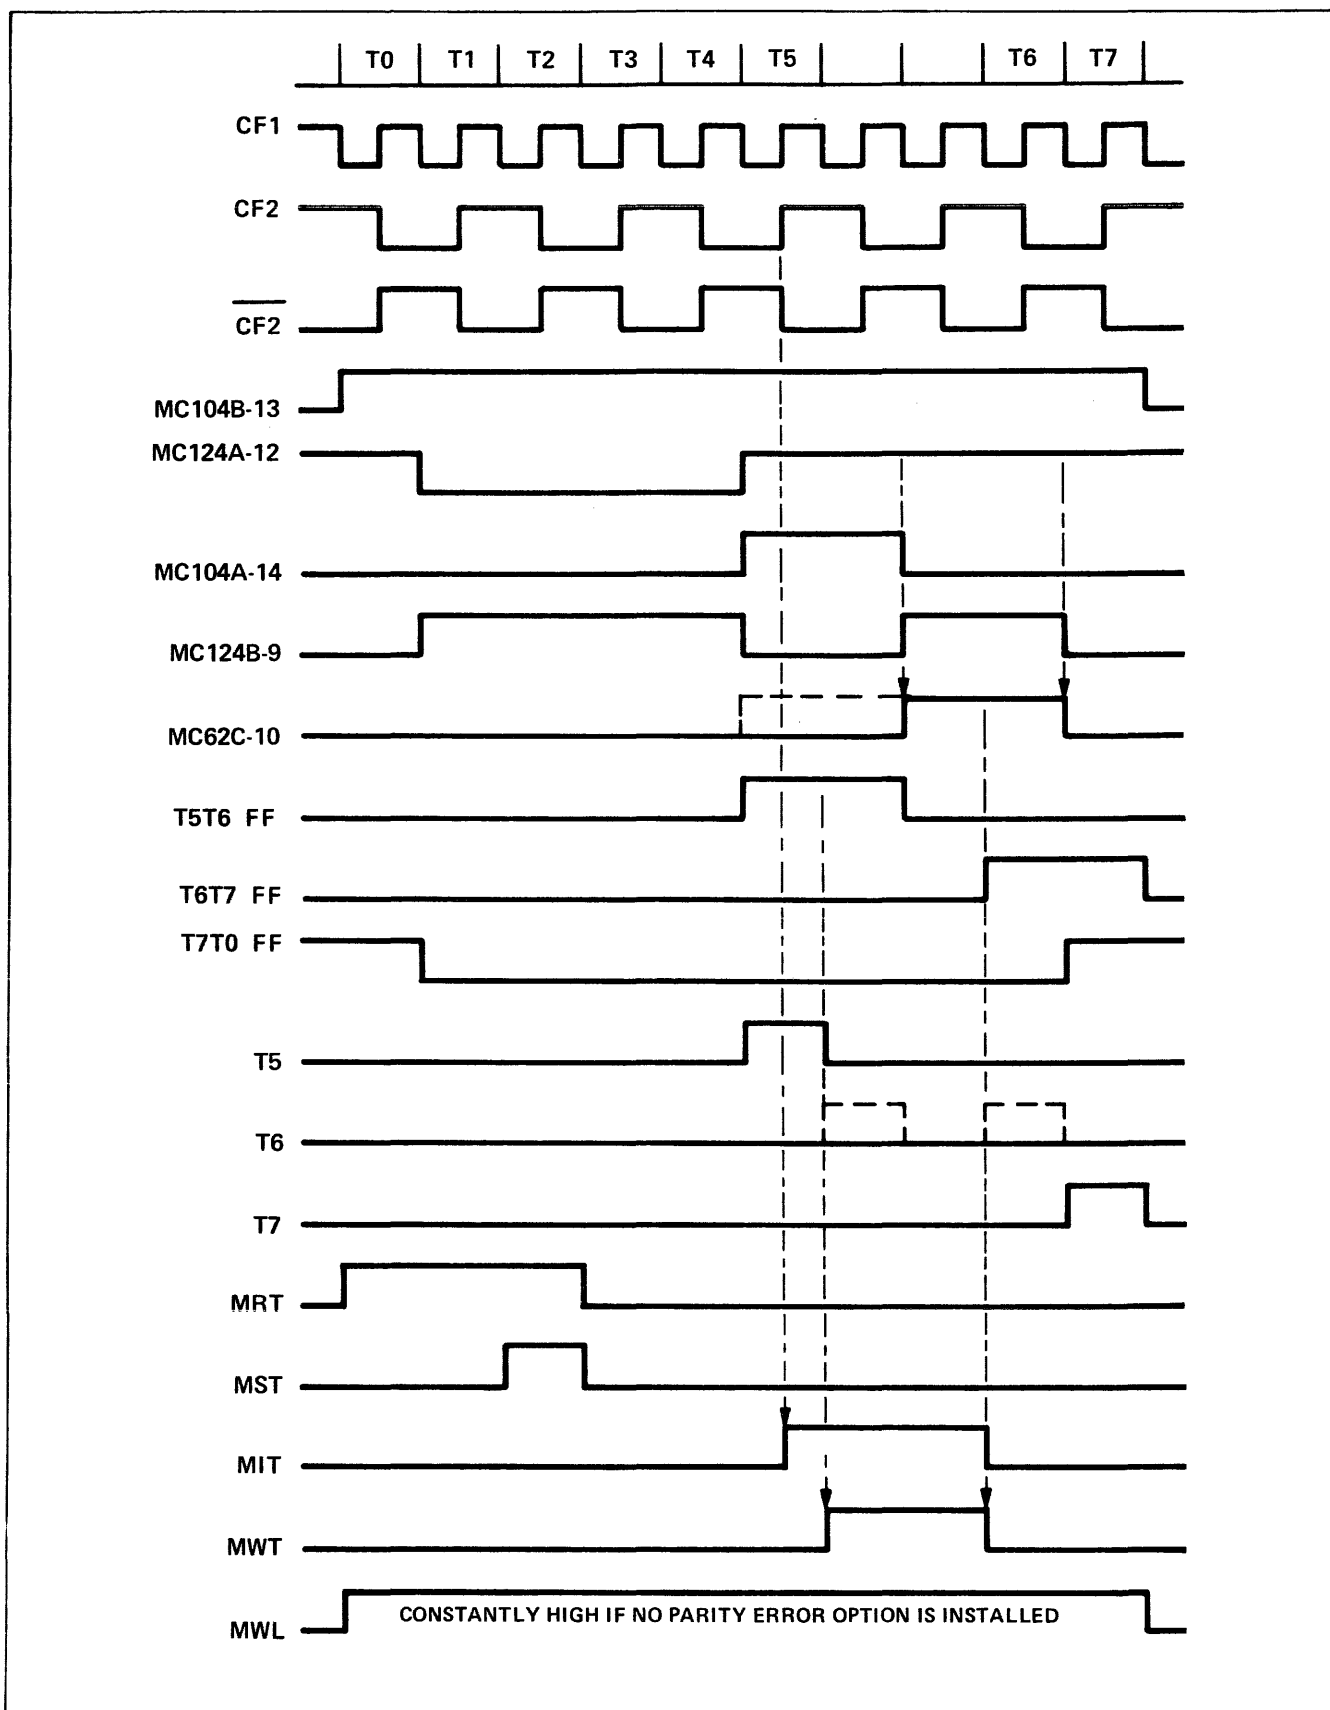 T0 T1 T2 T3 T4 T5 T6 T7
CF1
CF2
C̅F̅2̅
MC104B-13
MC124A-12
MC104A-14
MC124B-9
MC62C-10
T5T6 FF
T6T7 FF
T7T0 FF
T5
T6
T7
MRT
MST
MIT
MWT
CONSTANTLY HIGH IF NO PARITY ERROR OPTION IS INSTALLED
MWL